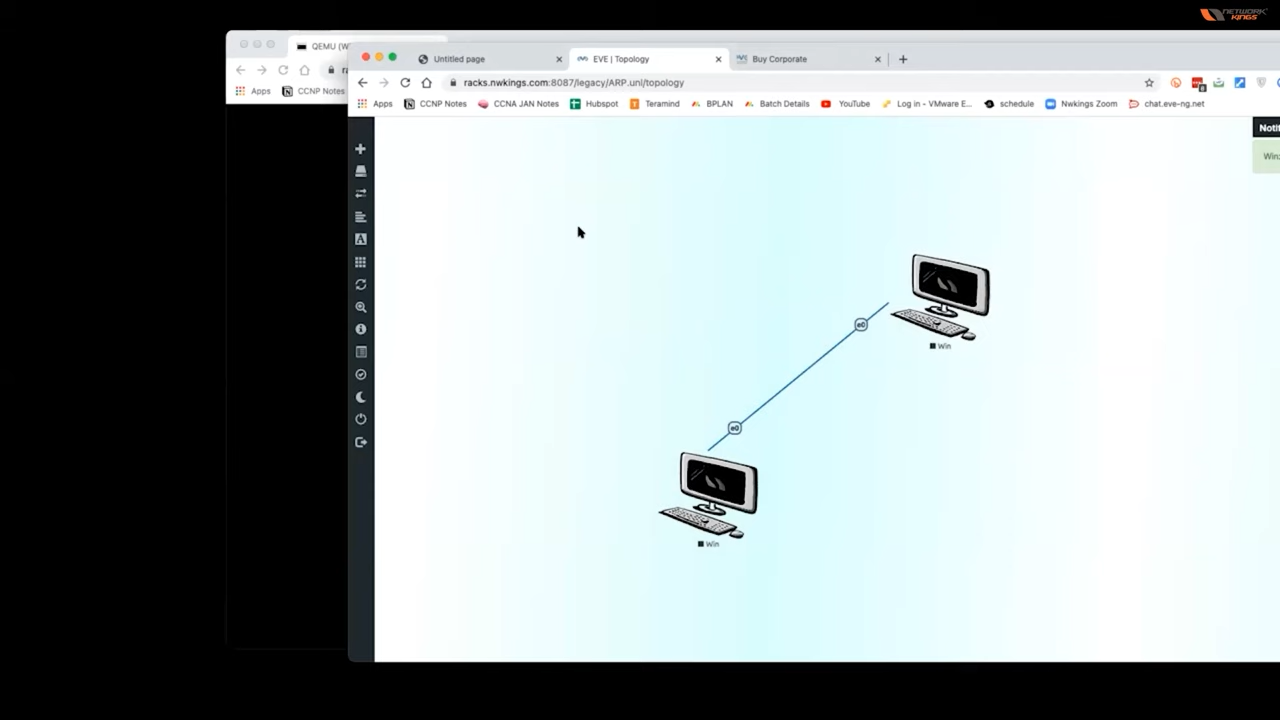 NETWORK
KINGS
QEMU (W
Untitled page
EVE | Topology
Buy Corporate
racks.nwkings.com:8087/legacy/ARP.unl/topology
Apps
CCNP Notes
Apps
CCNP Notes
CCNA JAN Notes
Hubspot
Teramind
BPLAN
Batch Details
YouTube
Log in - VMware E...
schedule
Nwkings Zoom
chat.eve-ng.net
Notif
Win:
e0
Win
e0
Win